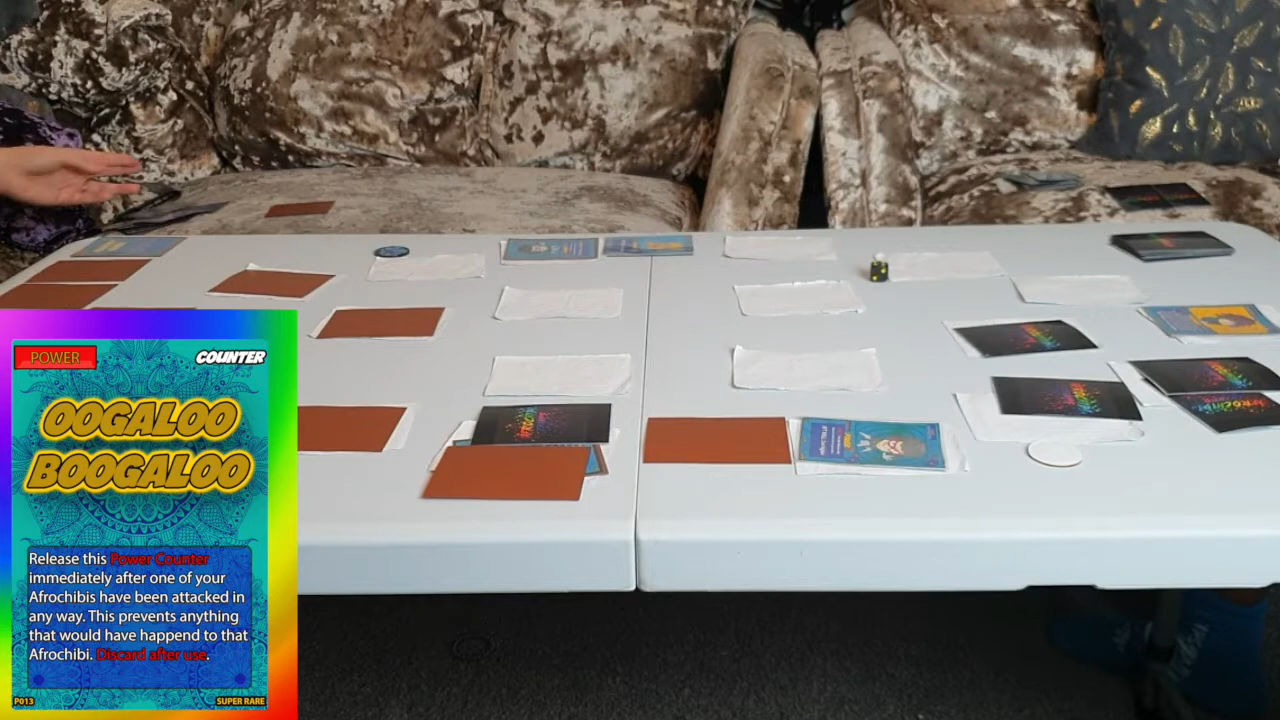 POWER
COUNTER
OOGALOO
BOOGALOO
Release this Power Counter
immediately after one of your
Afrochibis have been attacked in
any way. This prevents anything
that would have happend to that
Afrochibi. Discard after use.
P013
SUPER RARE